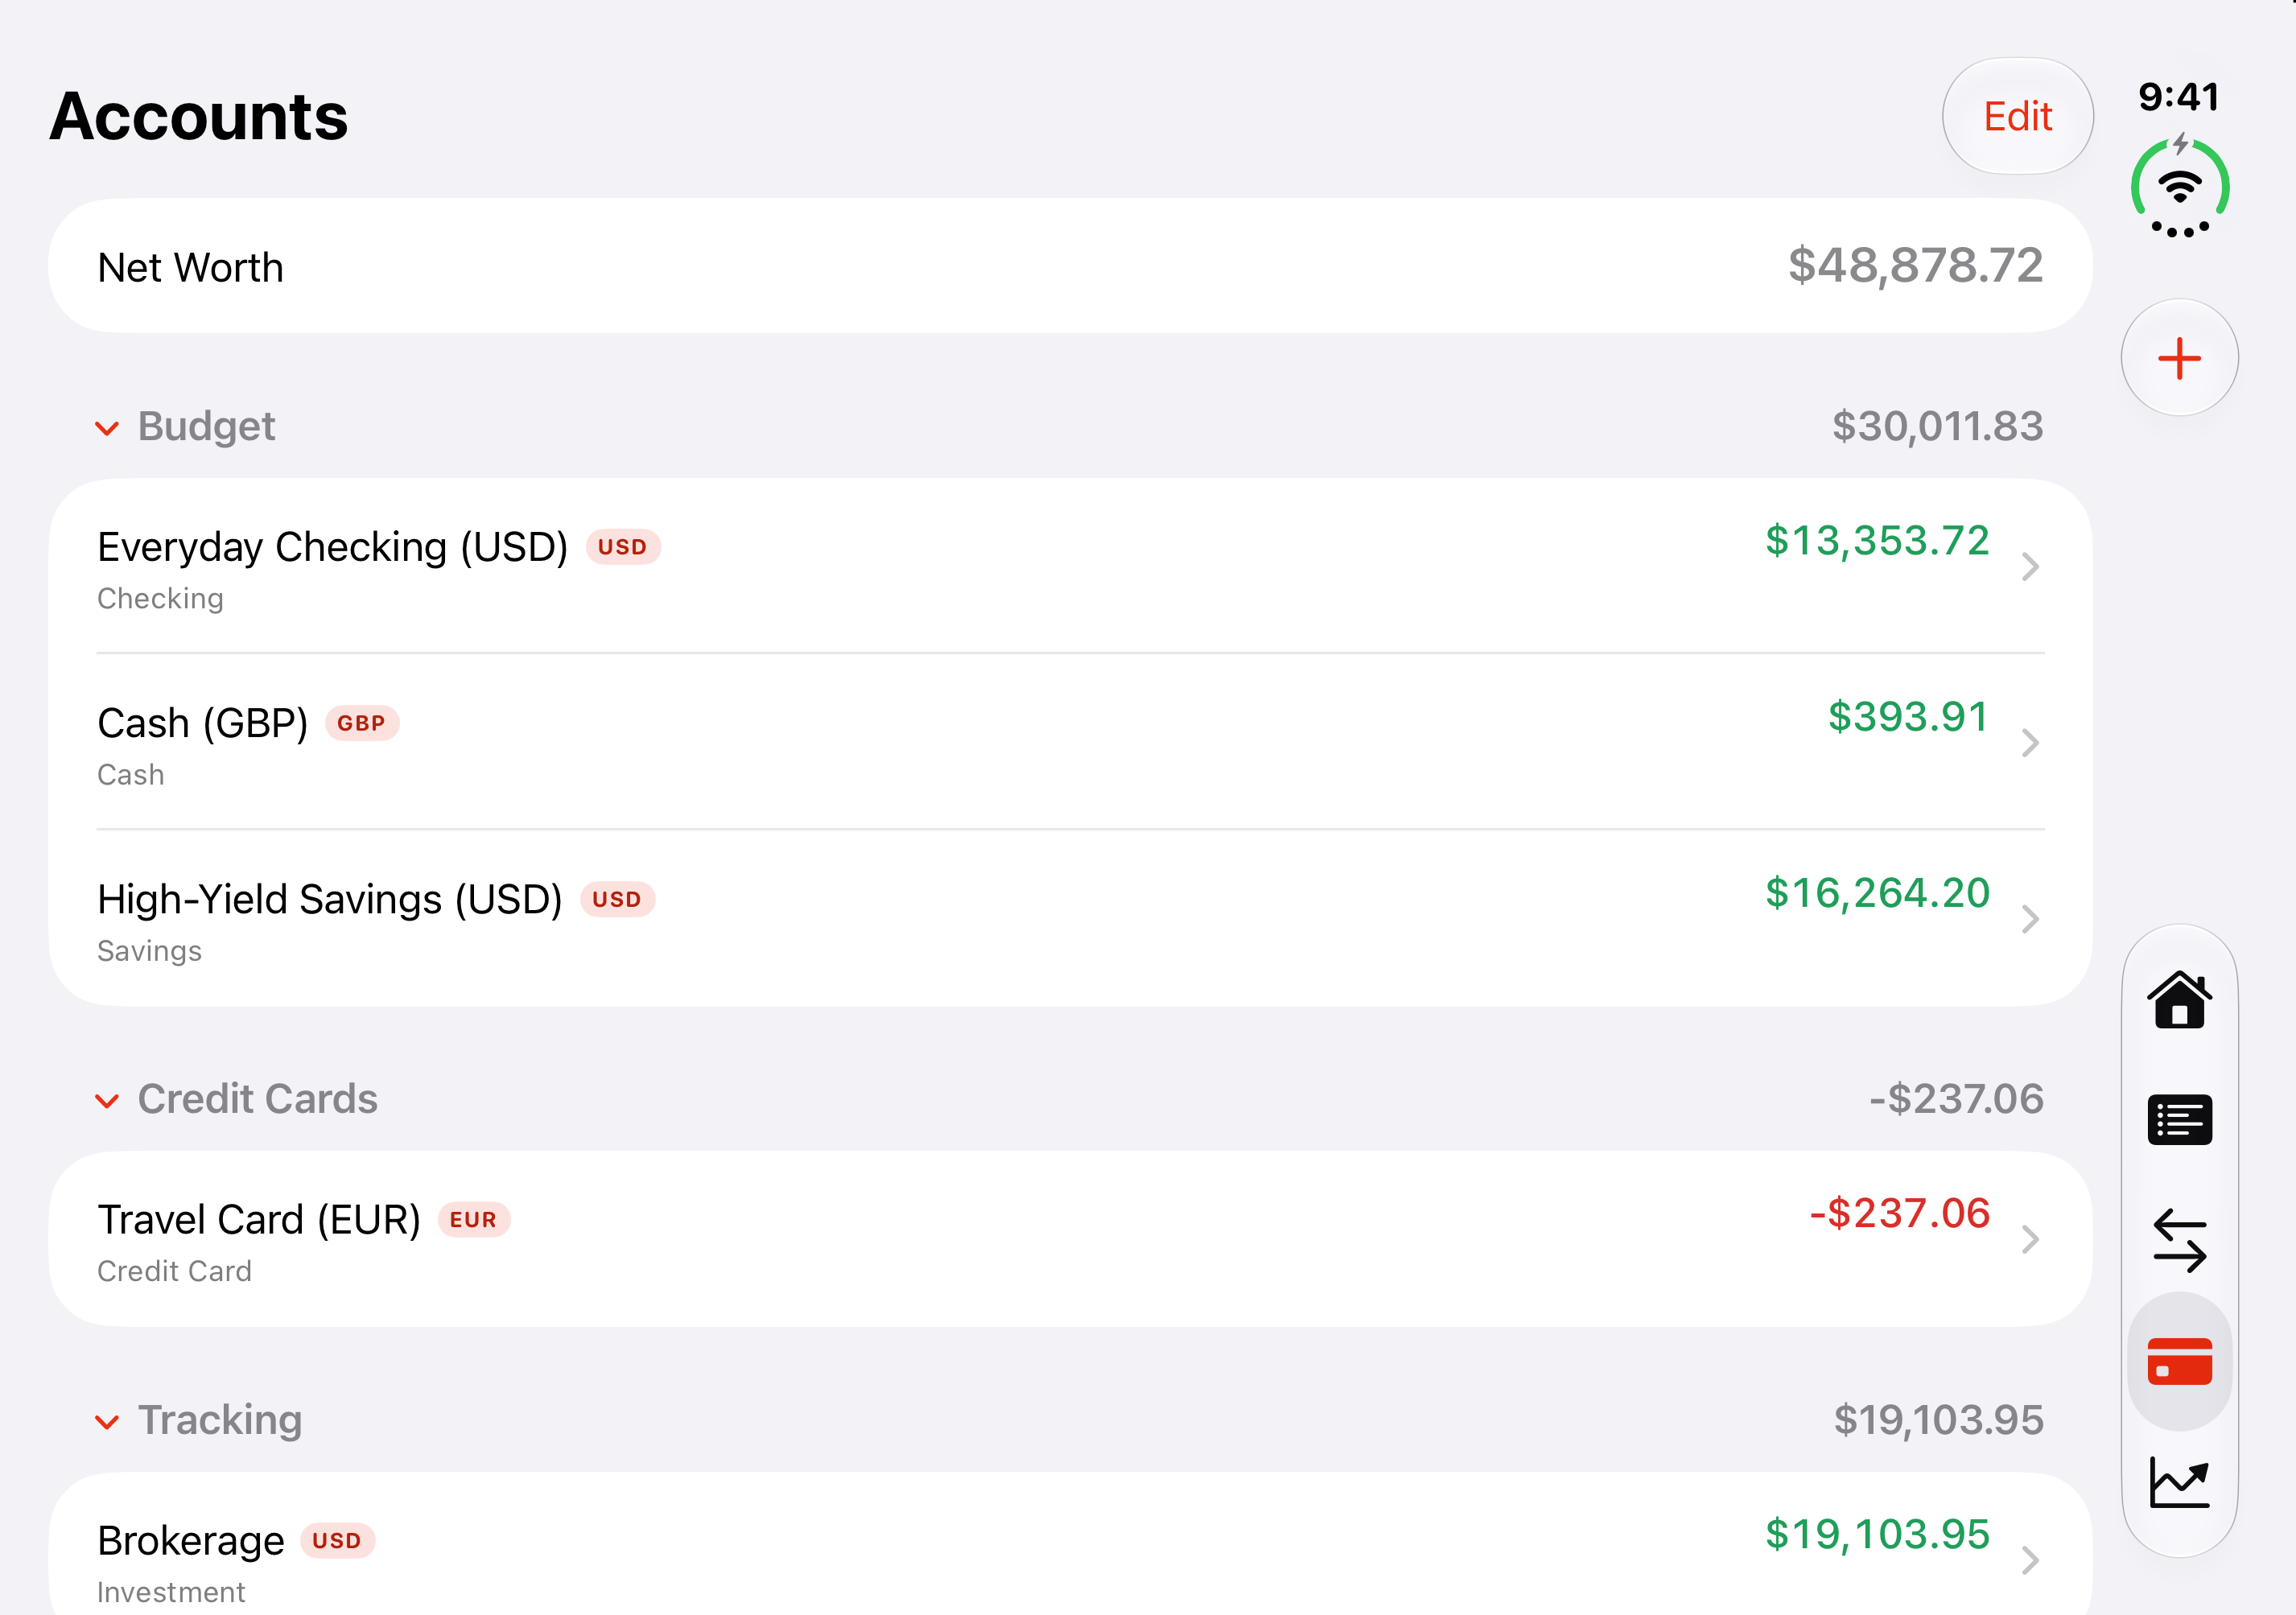 Accounts
Edit
9:41
Net Worth
$48,878.72
Budget
$30,011.83
Everyday Checking (USD) USD
$13,353.72
Checking
Cash (GBP) GBP
$393.91
Cash
High-Yield Savings (USD) USD
$16,264.20
Savings
Credit Cards
-$237.06
Travel Card (EUR) EUR
-$237.06
Credit Card
Tracking
$19,103.95
Brokerage USD
$19,103.95
Investment